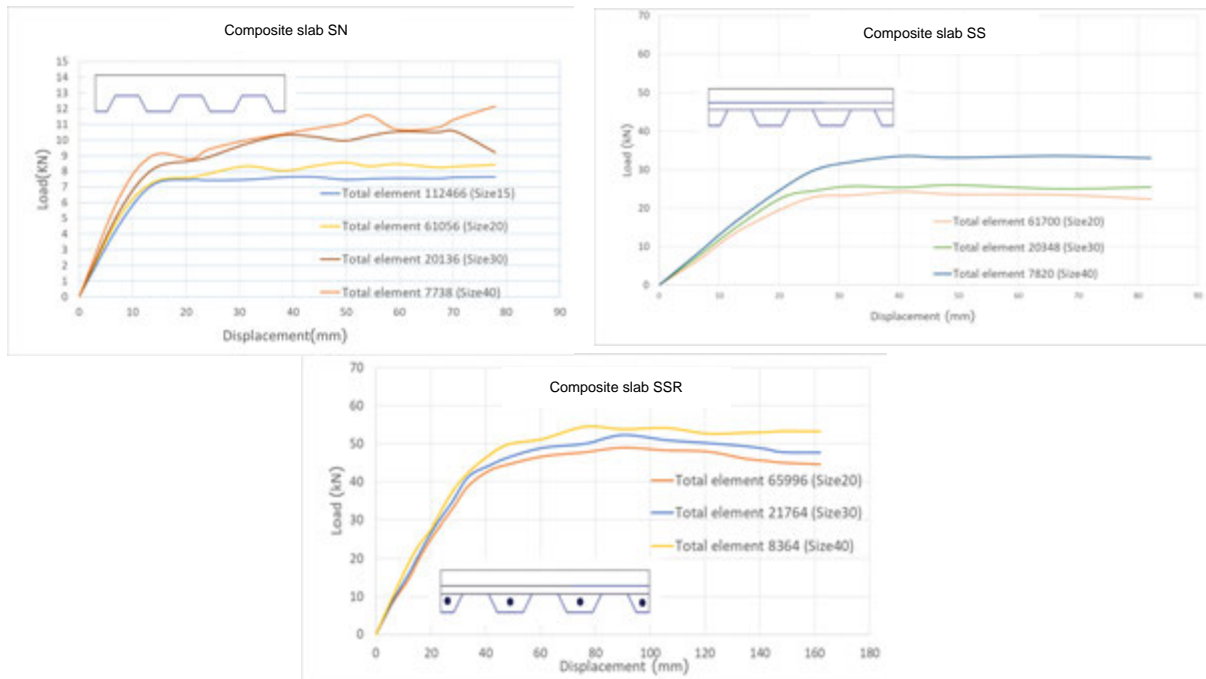 Composite slab SN
15
14
13
12
11
10
9
8
7
6
5
4
3
2
1
0
Load(KN)
Total element 112466 (Size15)
Total element 61056 (Size20)
Total element 20136 (Size30)
Total element 7738 (Size40)
0 10 20 30 40 50 60 70 80 90
Displacement(mm)
Composite slab SS
70
60
50
40
30
20
10
0
Load (kN)
Total element 61700 (Size20)
Total element 20348 (Size30)
Total element 7820 (Size40)
0 10 20 30 40 50 60 70 80 90
Displacement (mm)
Composite slab SSR
70
60
50
40
30
20
10
0
Load (kN)
Total element 65996 (Size20)
Total element 21764 (Size30)
Total element 8364 (Size40)
0 20 40 60 80 100 120 140 160 180
Displacement (mm)